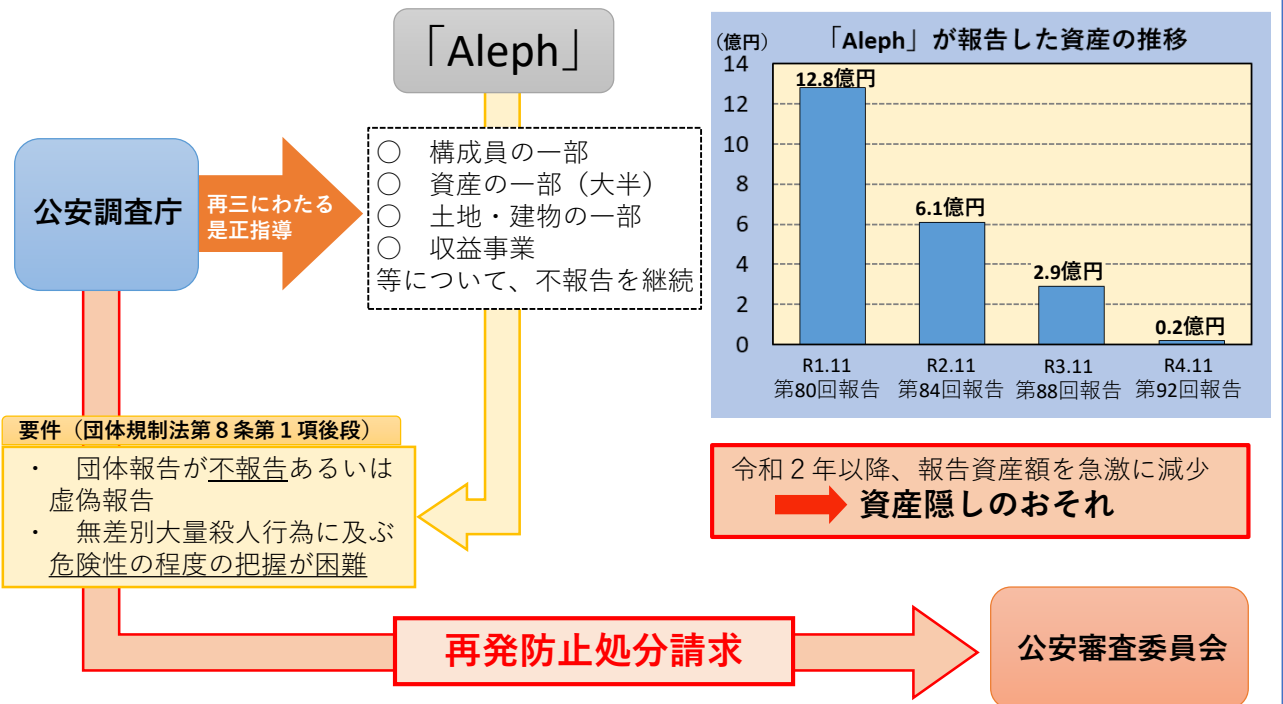 「Aleph」
公安調査庁
再三にわたる
是正指導
○　構成員の一部
○　資産の一部（大半）
○　土地・建物の一部
○　収益事業
等について、不報告を継続
要件（団体規制法第８条第１項後段）
・　団体報告が不報告あるいは
虚偽報告
・　無差別大量殺人行為に及ぶ
危険性の程度の把握が困難
（億円）
「Aleph」が報告した資産の推移
14
12
10
8
6
4
2
0
12.8億円
6.1億円
2.9億円
0.2億円
R1.11
第80回報告
R2.11
第84回報告
R3.11
第88回報告
R4.11
第92回報告
令和２年以降、報告資産額を急激に減少
資産隠しのおそれ
再発防止処分請求
公安審査委員会